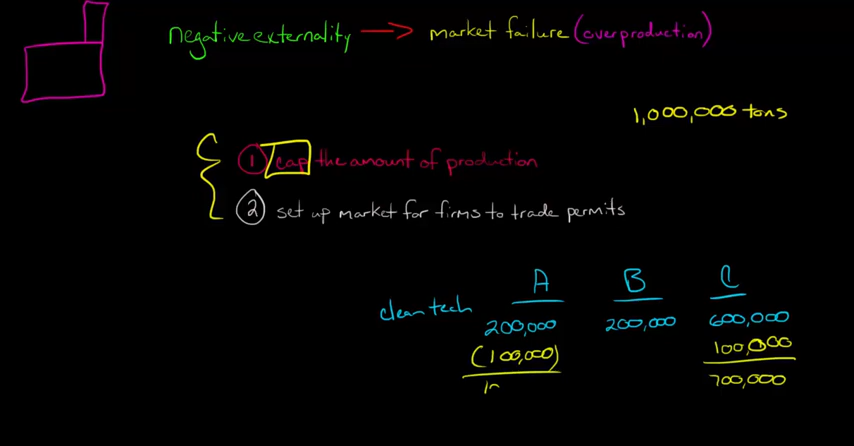 negative externality → market failure (overproduction)
1,000,000 tons
① cap the amount of production
② set up market for firms to trade permits
A B C
clean tech 200,000 200,000 600,000
(100,000) 100,000
1 700,000